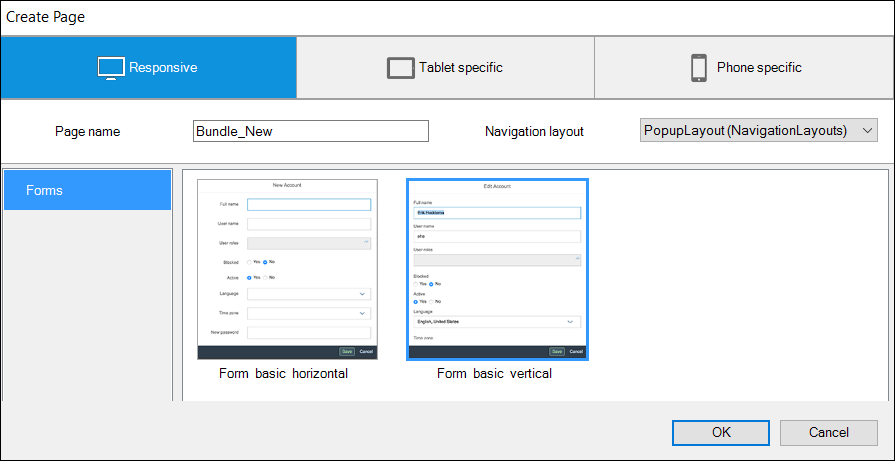 Create Page
Responsive
Tablet specific
Phone specific
Page name
Bundle_New
Navigation layout
PopupLayout (NavigationLayouts)
Forms
New Account
Full name
User name
User roles
Blocked Yes No
Active Yes No
Language
Time zone
New password
Save Cancel
Form basic horizontal
Edit Account
Full name
User name
User roles
Blocked
Yes No
Active
Yes No
Language
English, United States
Time zone
Save Cancel
Form basic vertical
OK
Cancel